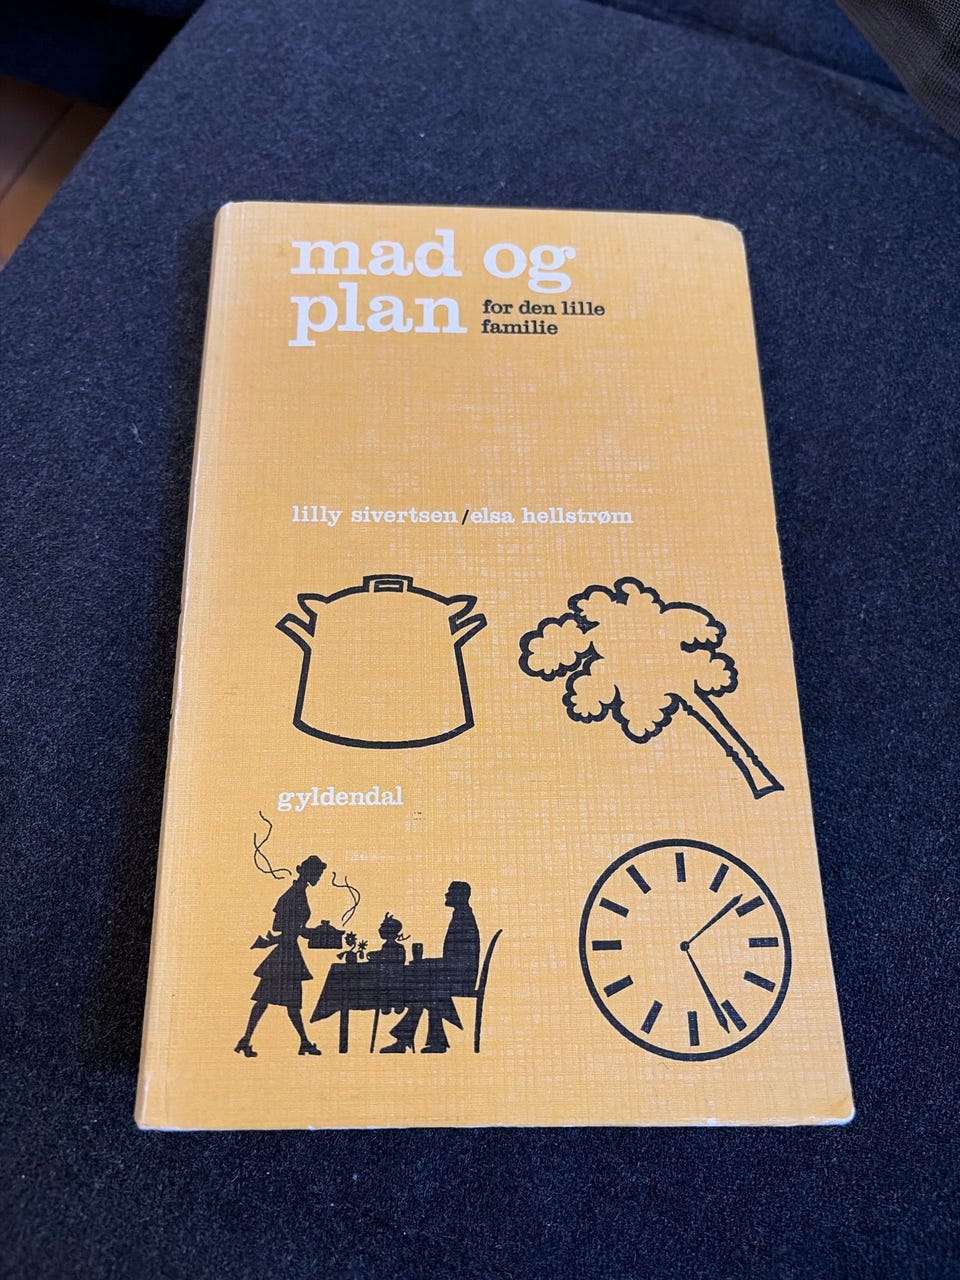 mad og
plan
for den lille
familie
lilly sivertsen/elsa hellstrøm
gyldendal